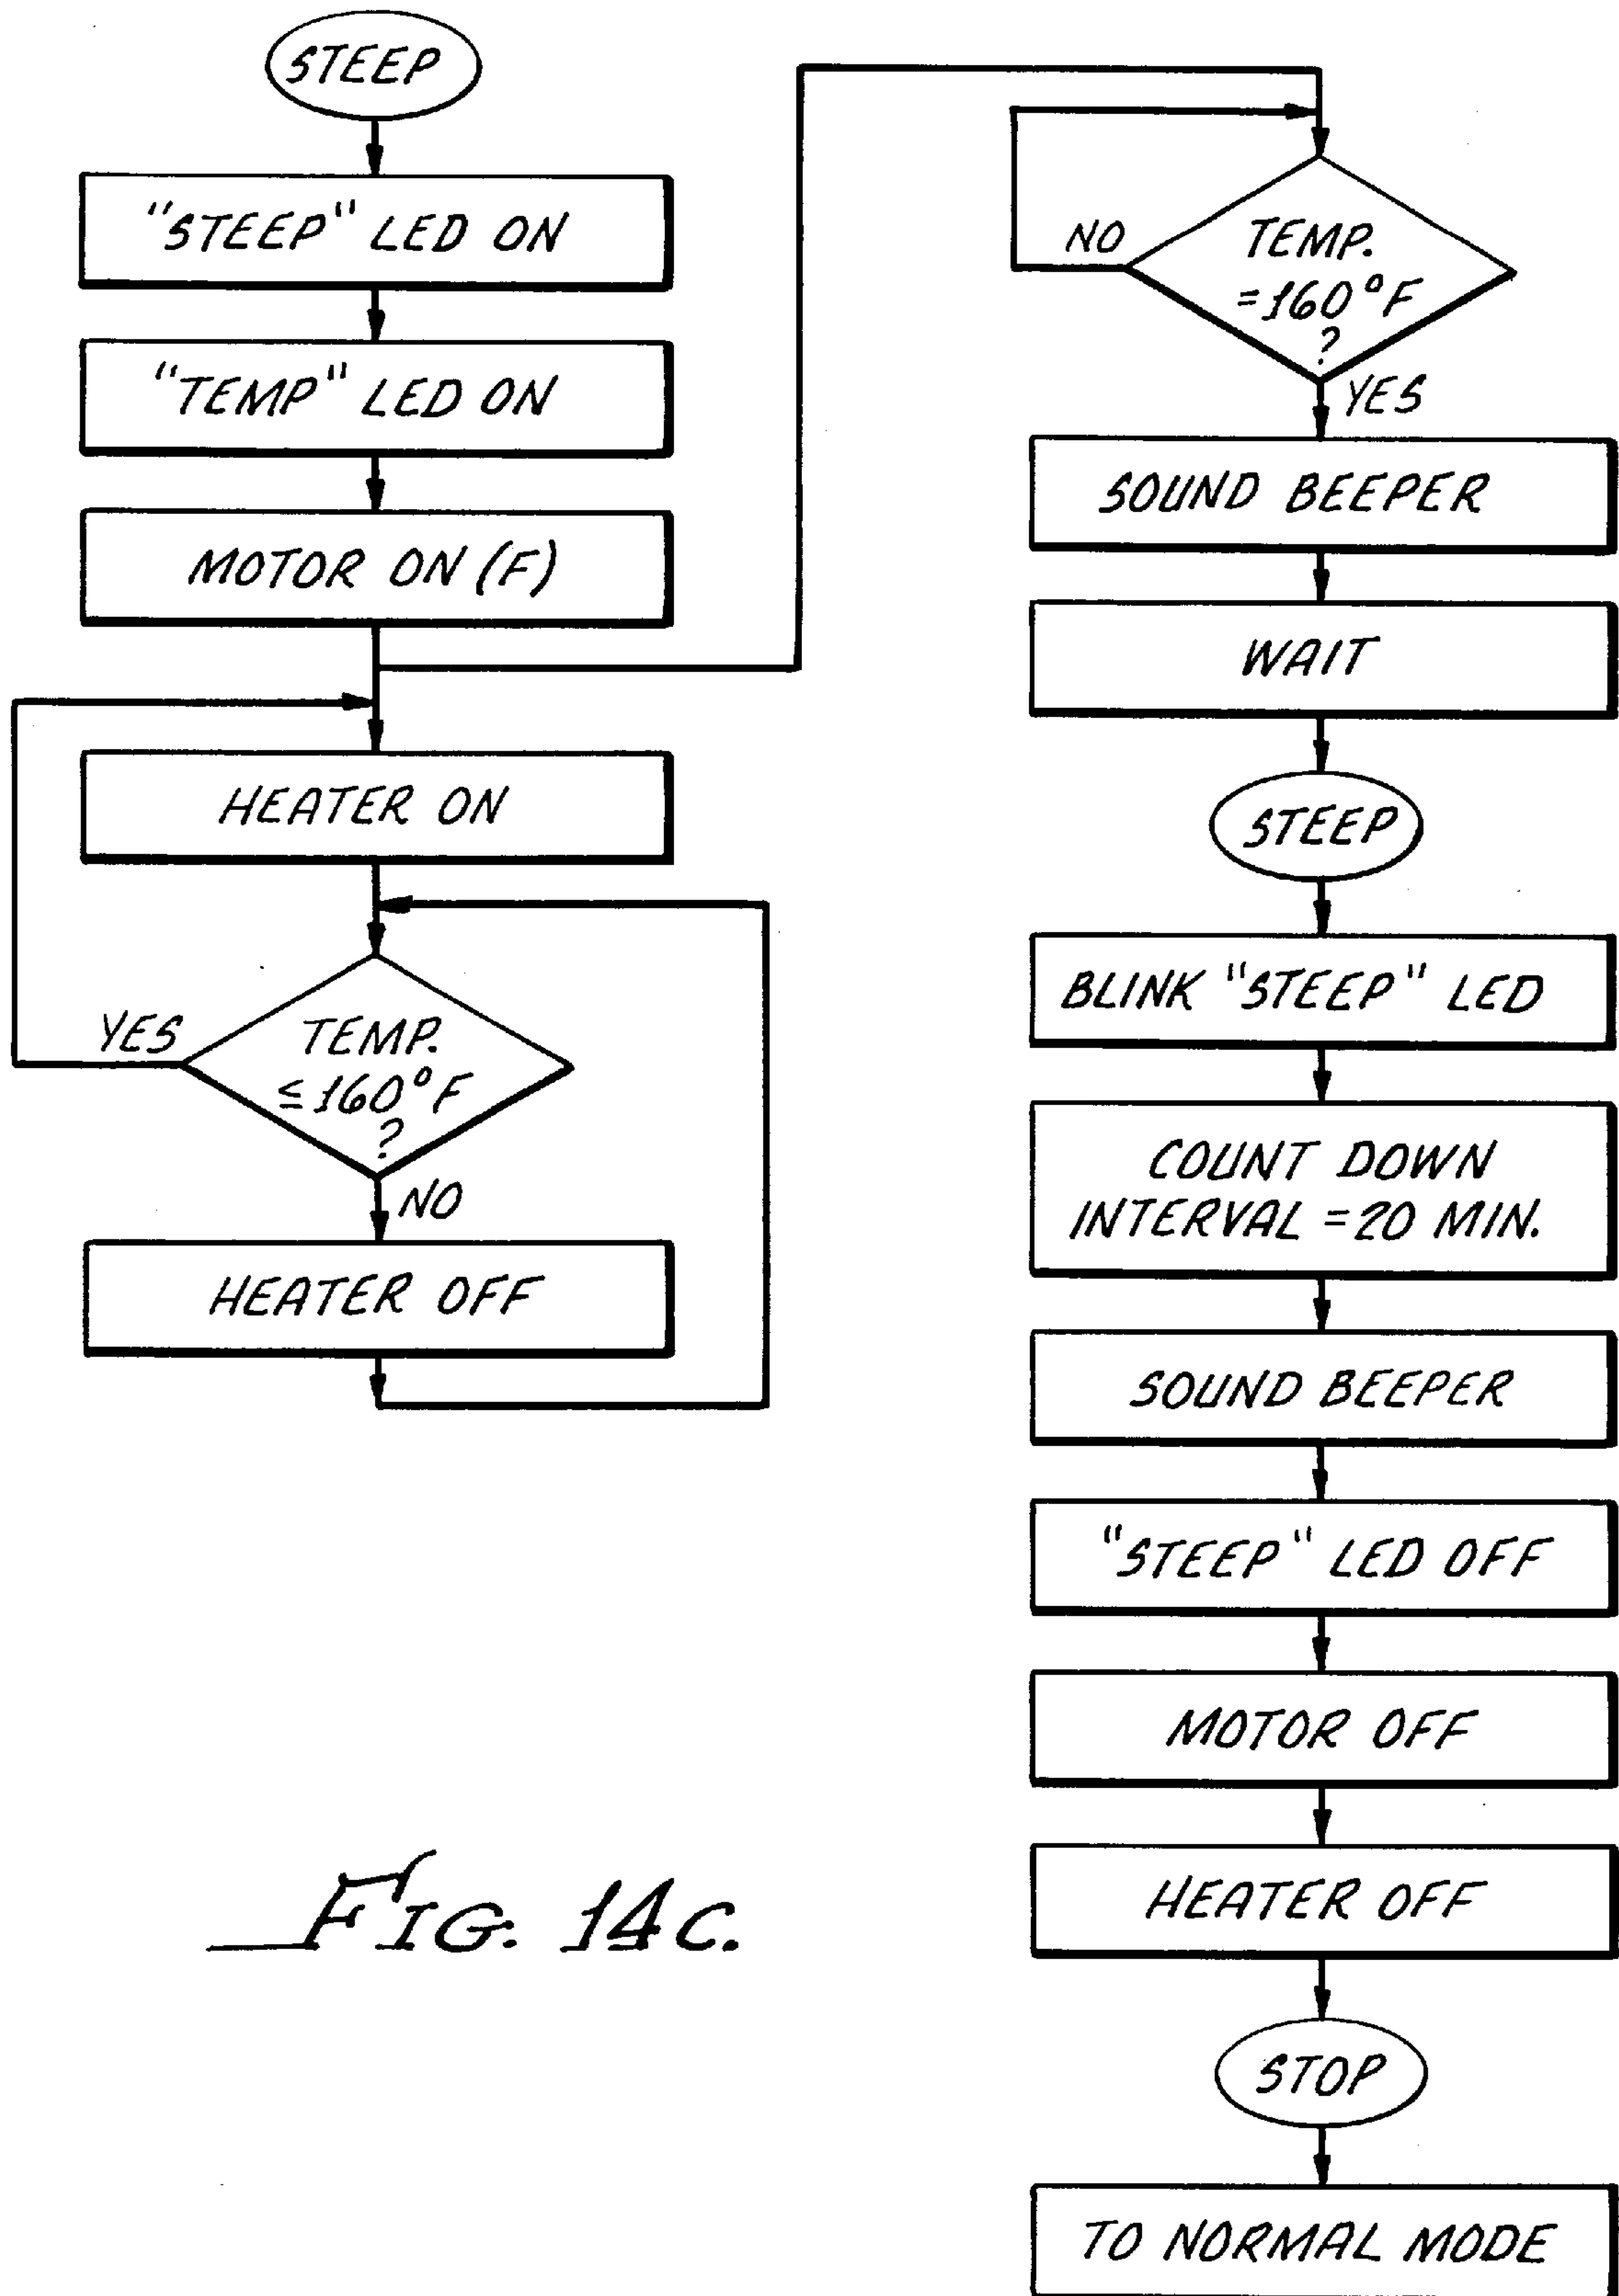 STEEP
"STEEP" LED ON
"TEMP" LED ON
MOTOR ON (F)
HEATER ON
YES
TEMP.
≤160°F
?
NO
HEATER OFF
NO
TEMP.
=160°F
?
YES
SOUND BEEPER
WAIT
STEEP
BLINK "STEEP" LED
COUNT DOWN
INTERVAL =20 MIN.
SOUND BEEPER
"STEEP" LED OFF
MOTOR OFF
HEATER OFF
STOP
TO NORMAL MODE
FIG. 14c.